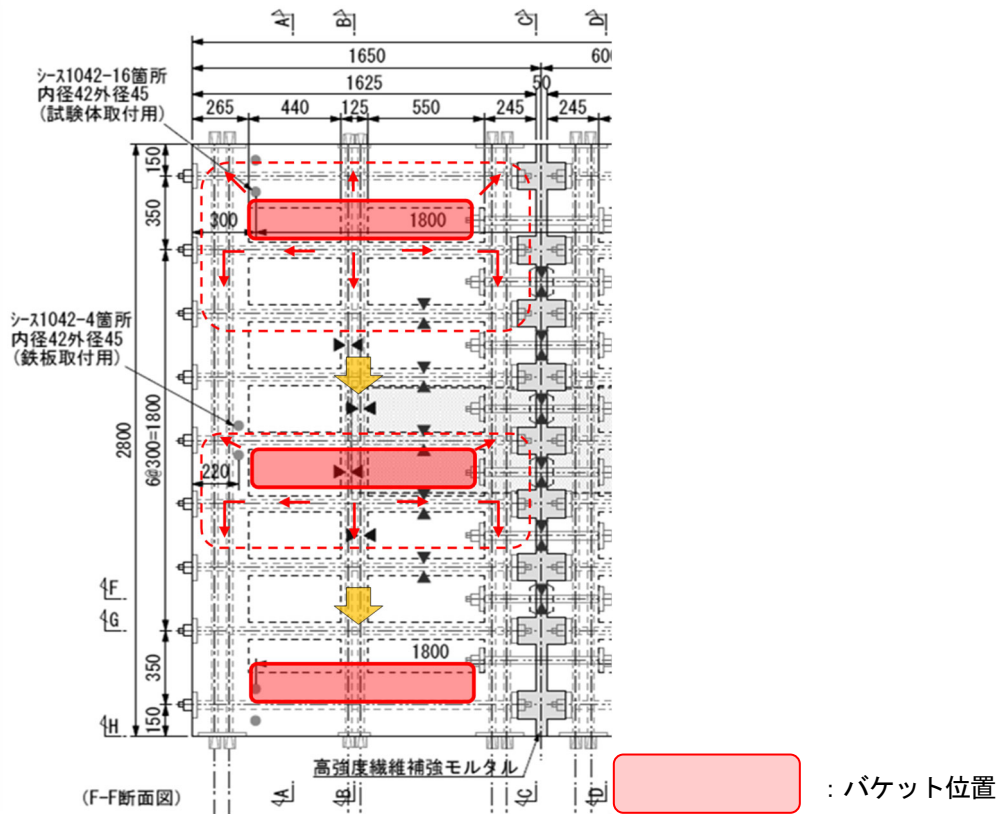 A
B
C
D
1650
600
1625
50
265
440
125
550
245
245
シース1042-16箇所
内径42外径45
(試験体取付用)
150
350
300
1800
シース1042-4箇所
内径42外径45
(鉄板取付用)
2800
6@300=1800
220
F
G
1800
350
150
H
高強度繊維補強モルタル
(F-F断面図)
A
B
C
D
:バケット位置